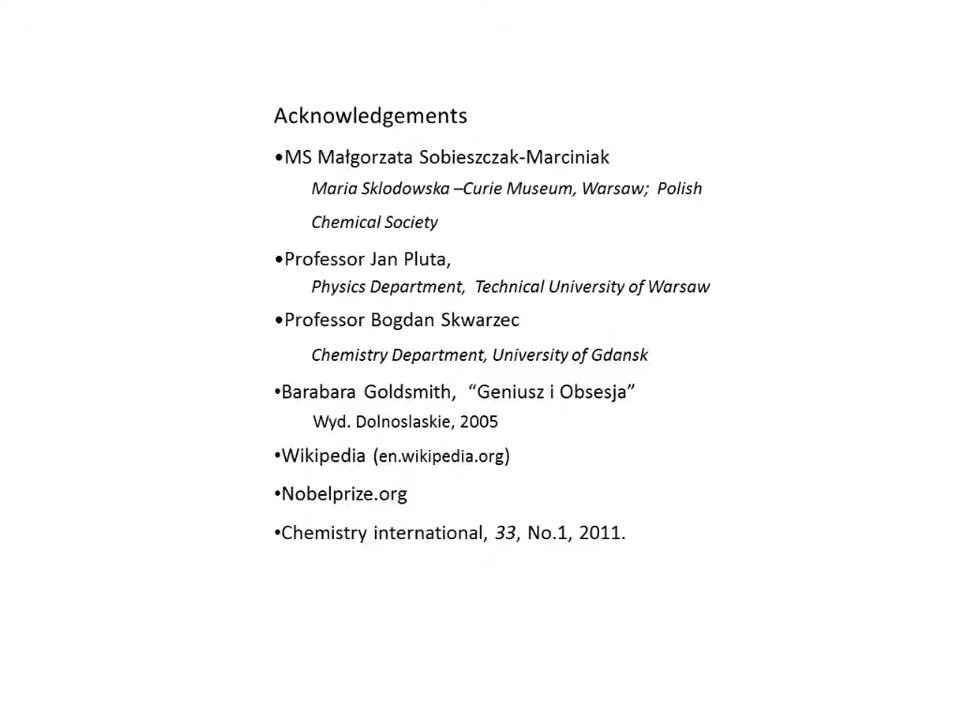 Acknowledgements
•MS Małgorzata Sobieszczak-Marciniak
Maria Sklodowska –Curie Museum, Warsaw; Polish
Chemical Society
•Professor Jan Pluta,
Physics Department, Technical University of Warsaw
•Professor Bogdan Skwarzec
Chemistry Department, University of Gdansk
•Barabara Goldsmith, “Geniusz i Obsesja”
Wyd. Dolnoslaskie, 2005
•Wikipedia (en.wikipedia.org)
•Nobelprize.org
•Chemistry international, 33, No.1, 2011.